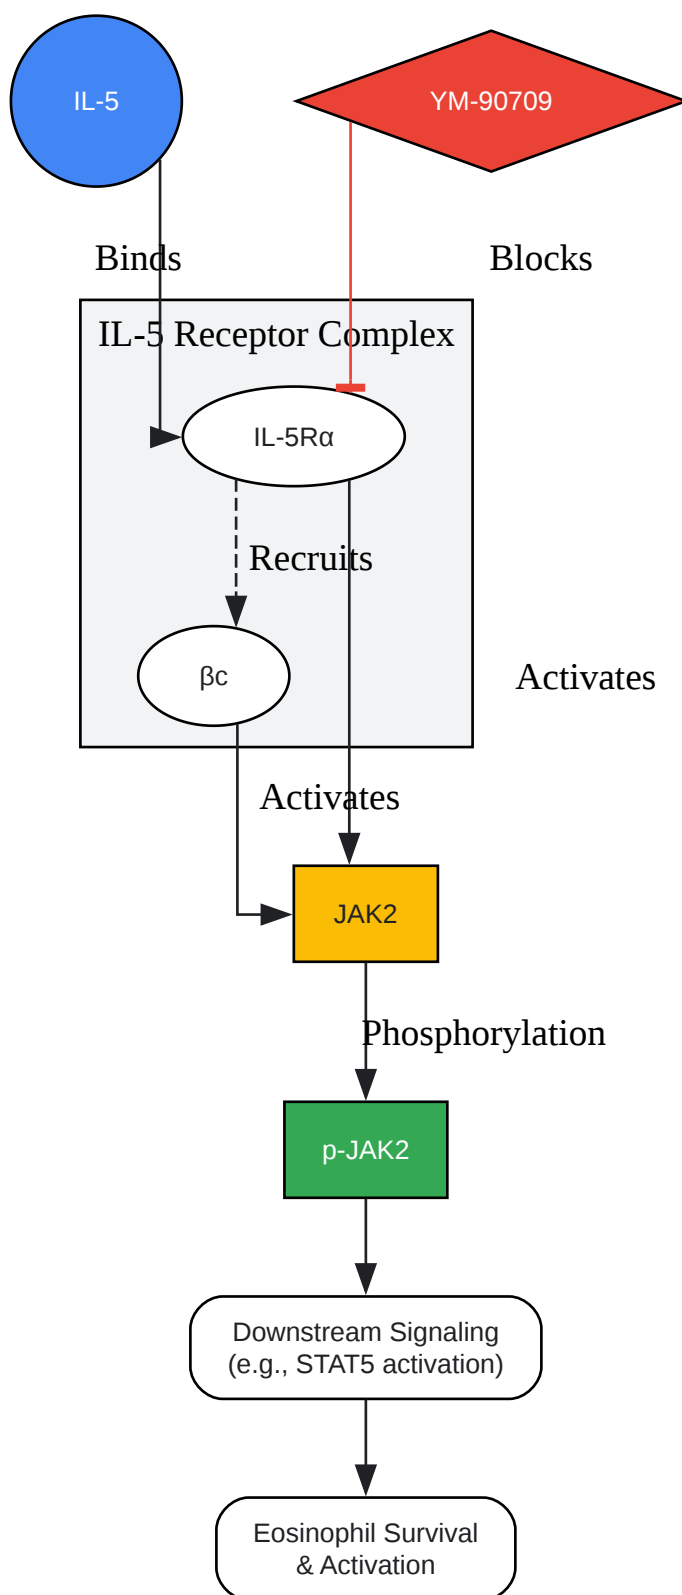 IL-5
YM-90709
Binds
Blocks
IL-5 Receptor Complex
IL-5Rα
Recruits
βc
Activates
Activates
JAK2
Phosphorylation
p-JAK2
Downstream Signaling
(e.g., STAT5 activation)
Eosinophil Survival
& Activation